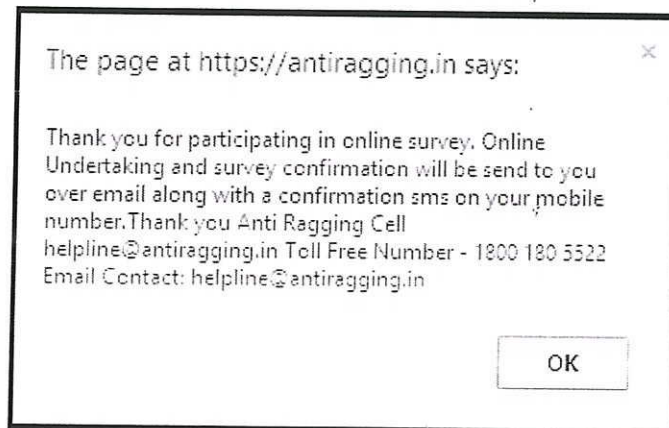 The page at https://antiragging.in says:
×
Thank you for participating in online survey. Online
Undertaking and survey confirmation will be send to you
over email along with a confirmation sms on your mobile
number.Thank you Anti Ragging Cell
helpline@antiragging.in Toll Free Number - 1800 180 5522
Email Contact: helpline@antiragging.in
OK